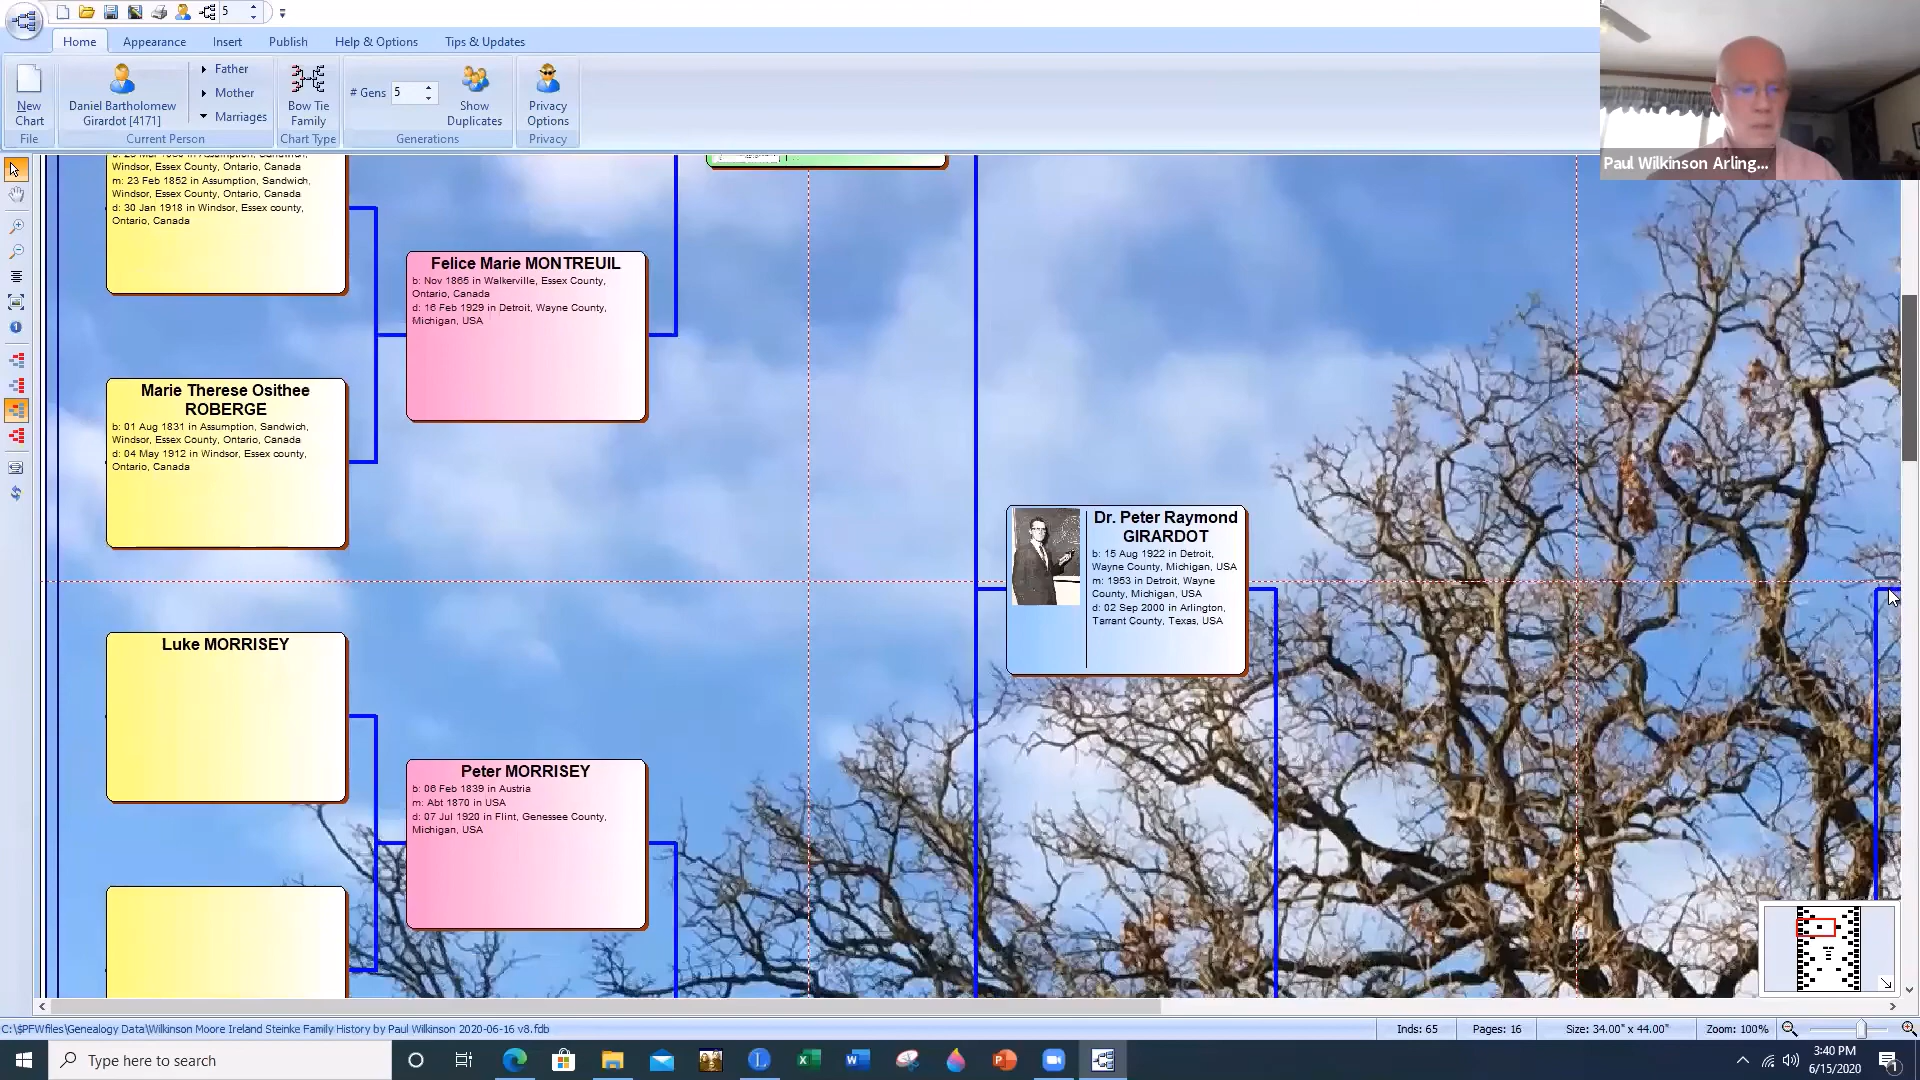 5
Home
Appearance
Insert
Publish
Help & Options
Tips & Updates
New
Chart
File
Daniel Bartholomew
Girardot [4171]
Father
Mother
Marriages
Current Person
Bow Tie
Family
Chart Type
# Gens 5
Show
Duplicates
Generations
Privacy
Options
Privacy
Paul Wilkinson Arling...
Windsor, Essex County, Ontario, Canada
m: 23 Feb 1852 in Assumption, Sandwich,
Windsor, Essex County, Ontario, Canada
d: 30 Jan 1918 in Windsor, Essex county,
Ontario, Canada
Felice Marie MONTREUIL
b: Nov 1865 in Walkerville, Essex County,
Ontario, Canada
d: 16 Feb 1929 in Detroit, Wayne County,
Michigan, USA
Marie Therese Osithee
ROBERGE
b: 01 Aug 1831 in Assumption, Sandwich,
Windsor, Essex County, Ontario, Canada
d: 04 May 1912 in Windsor, Essex county,
Ontario, Canada
Dr. Peter Raymond
GIRARDOT
b: 15 Aug 1922 in Detroit,
Wayne County, Michigan, USA
m: 1953 in Detroit, Wayne
County, Michigan, USA
d: 02 Sep 2000 in Arlington,
Tarrant County, Texas, USA
Luke MORRISEY
Peter MORRISEY
b: 06 Feb 1839 in Austria
m: Abt 1870 in USA
d: 07 Jul 1920 in Flint, Genessee County,
Michigan, USA
C:\$PFWfiles\Genealogy Data\Wilkinson Moore Ireland Steinke Family History by Paul Wilkinson 2020-06-16 v8.fdb
Inds: 65
Pages: 16
Size: 34.00" x 44.00"
Zoom: 100%
Type here to search
3:40 PM
6/15/2020